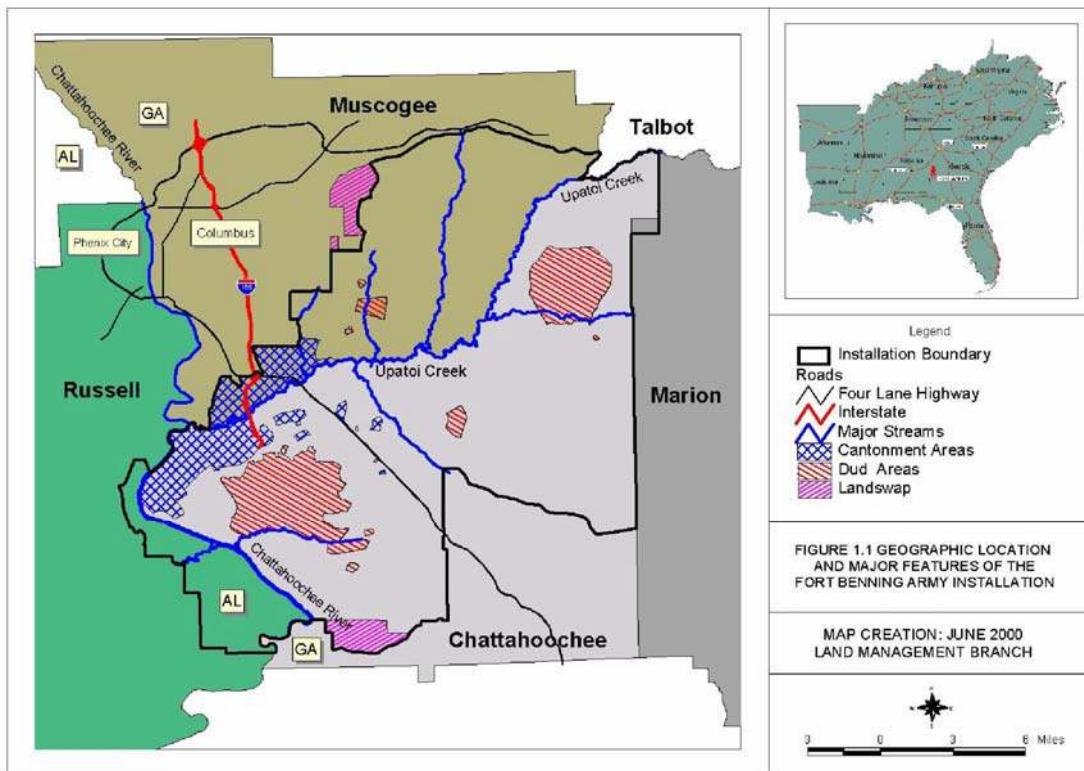 Chattahoochee River
GA
AL
Muscogee
Talbot
Upatoi Creek
Phenix City
Columbus
Russell
Upatoi Creek
Marion
Chattahoochee River
AL
GA
Chattahoochee
Georgia
Florida
Legend
Installation Boundary
Roads
Four Lane Highway
Interstate
Major Streams
Cantonment Areas
Dud Areas
Landswap
FIGURE 1.1 GEOGRAPHIC LOCATION
AND MAJOR FEATURES OF THE
FORT BENNING ARMY INSTALLATION
MAP CREATION: JUNE 2000
LAND MANAGEMENT BRANCH
3 0 3 6 Miles